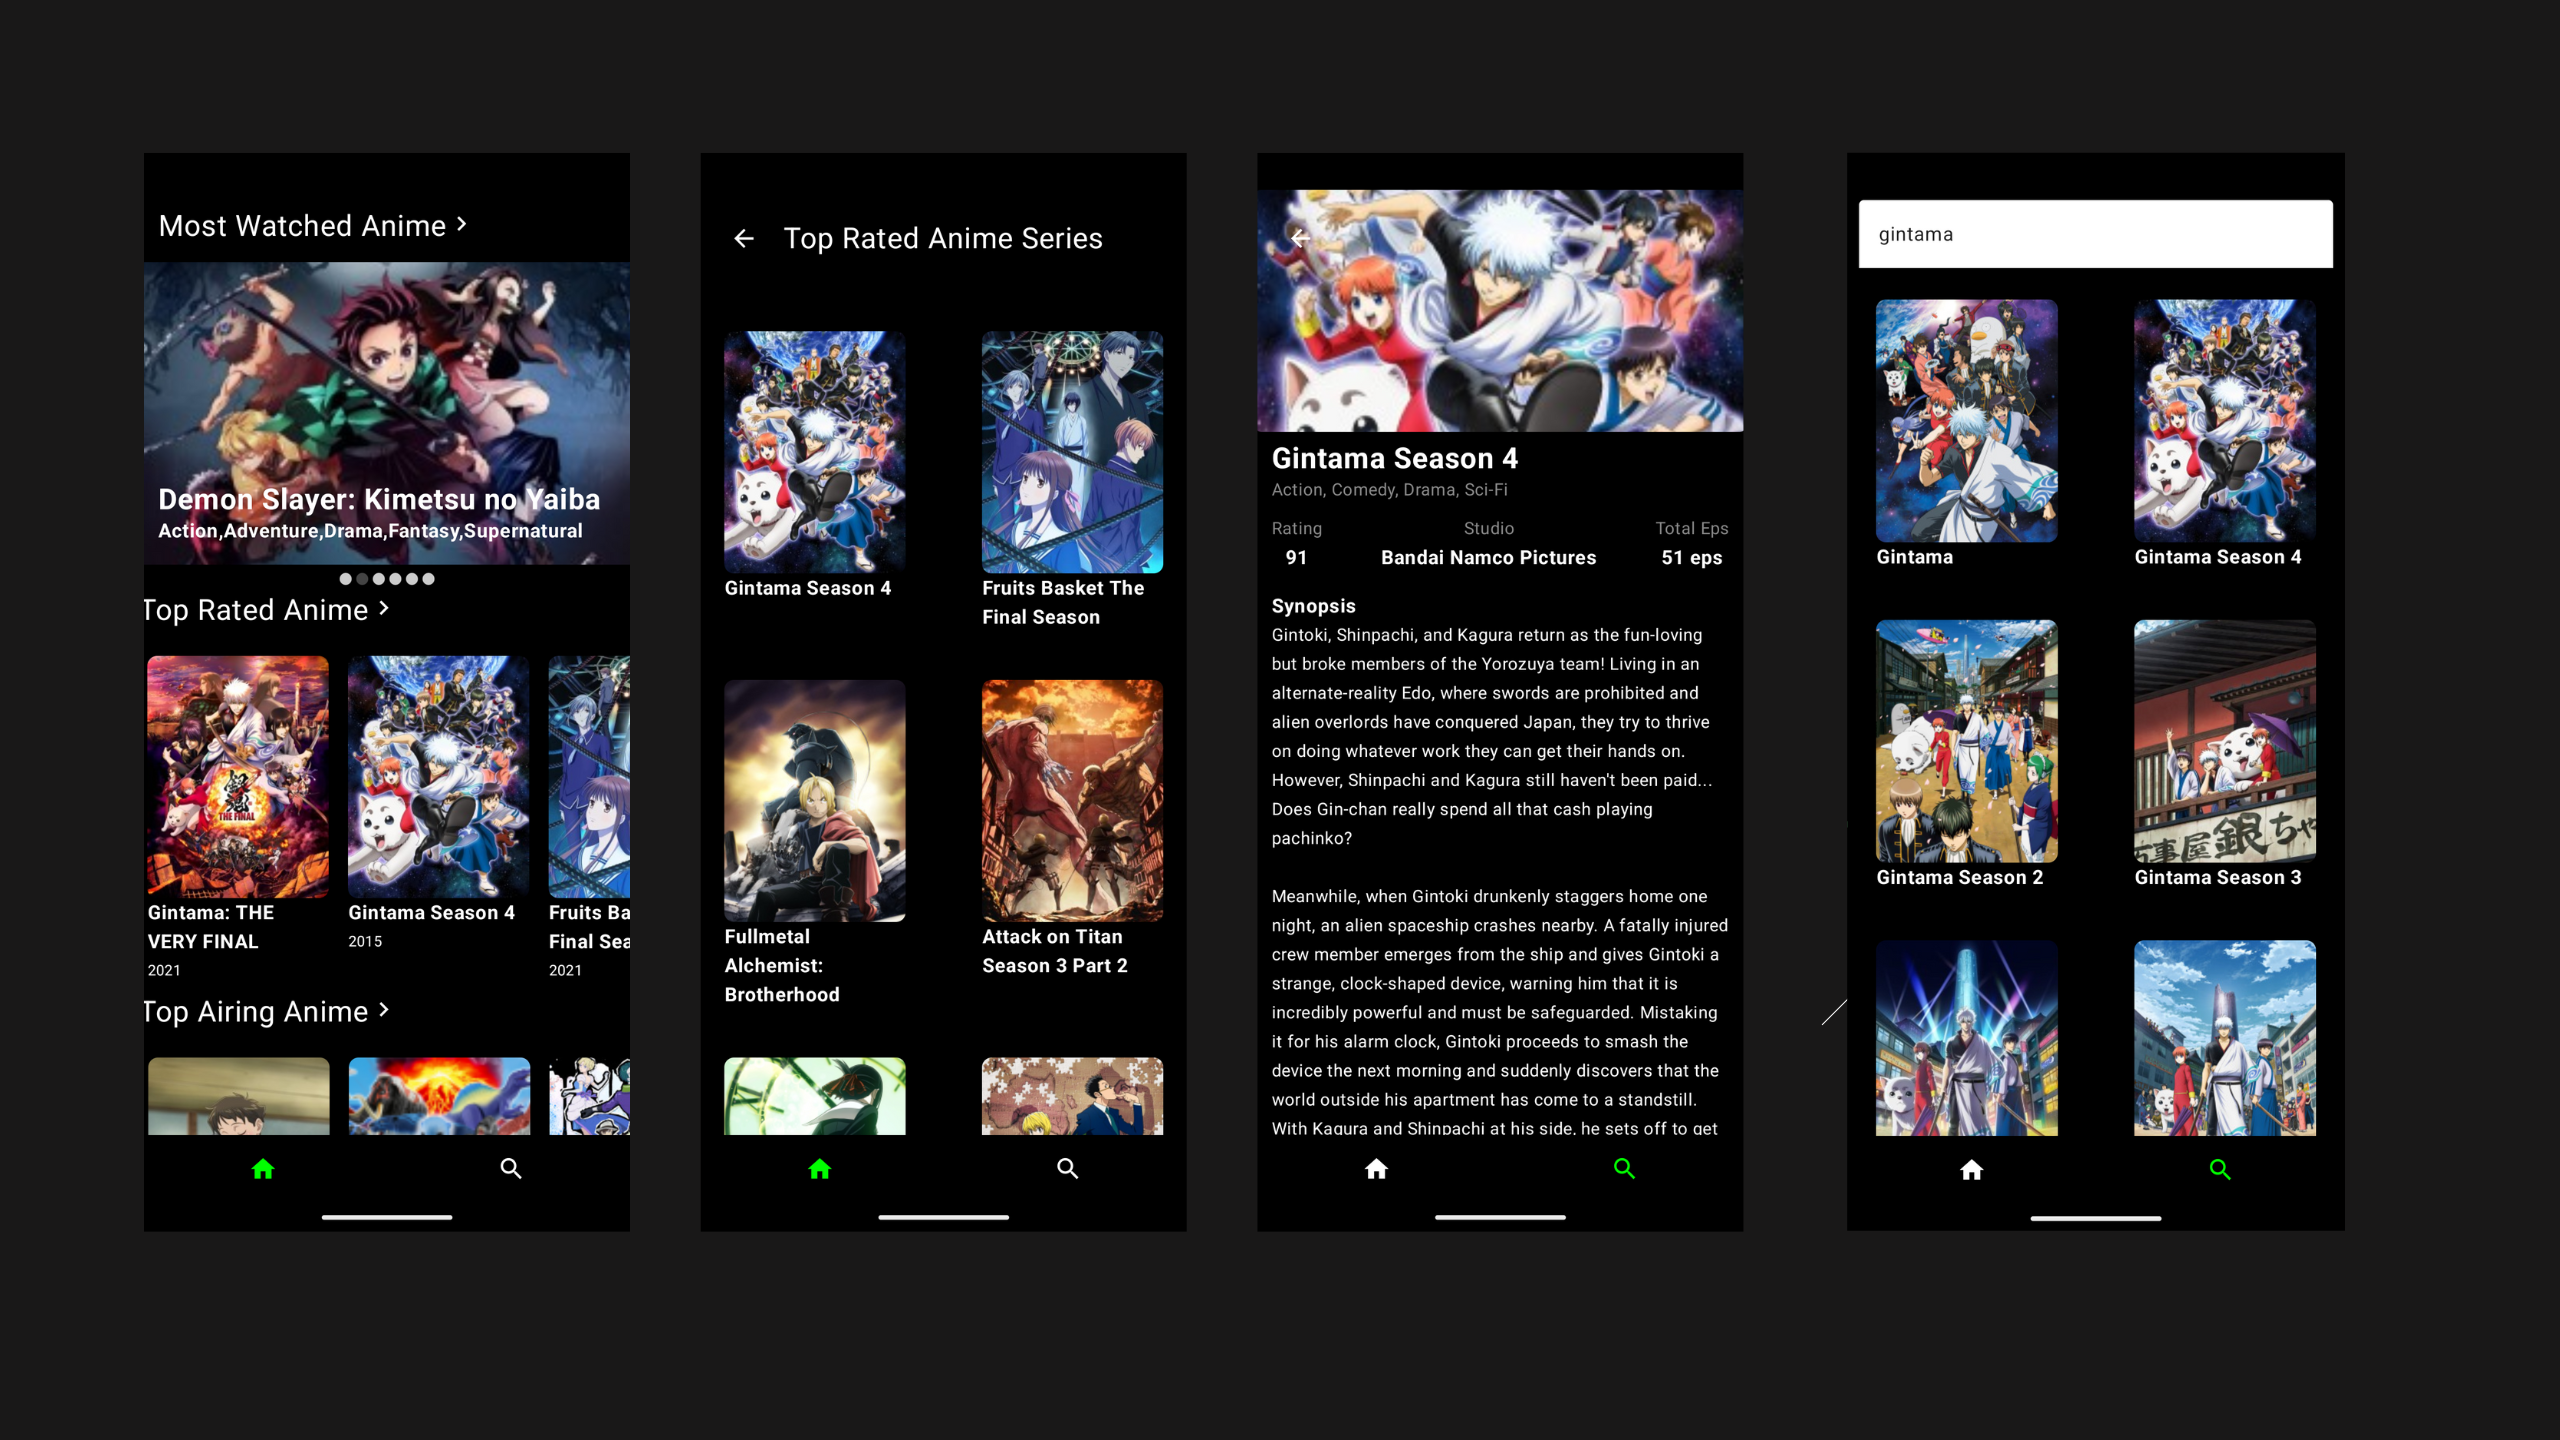 Most Watched Anime
Demon Slayer: Kimetsu no Yaiba
Action,Adventure,Drama,Fantasy,Supernatural
Top Rated Anime
THE FINAL
Gintama: THE
VERY FINAL
2021
Gintama Season 4
2015
Fruits Ba
Final Sea
2021
Top Airing Anime
Top Rated Anime Series
Gintama Season 4
Fruits Basket The
Final Season
Fullmetal
Alchemist:
Brotherhood
Attack on Titan
Season 3 Part 2
Gintama Season 4
Action, Comedy, Drama, Sci-Fi
Rating Studio Total Eps
91 Bandai Namco Pictures 51 eps
Synopsis
Gintoki, Shinpachi, and Kagura return as the fun-loving
but broke members of the Yorozuya team! Living in an
alternate-reality Edo, where swords are prohibited and
alien overlords have conquered Japan, they try to thrive
on doing whatever work they can get their hands on.
However, Shinpachi and Kagura still haven't been paid...
Does Gin-chan really spend all that cash playing
pachinko?
Meanwhile, when Gintoki drunkenly staggers home one
night, an alien spaceship crashes nearby. A fatally injured
crew member emerges from the ship and gives Gintoki a
strange, clock-shaped device, warning him that it is
incredibly powerful and must be safeguarded. Mistaking
it for his alarm clock, Gintoki proceeds to smash the
device the next morning and suddenly discovers that the
world outside his apartment has come to a standstill.
With Kagura and Shinpachi at his side, he sets off to get
gintama
Gintama
Gintama Season 4
事屋銀ちゃ
Gintama Season 2
Gintama Season 3